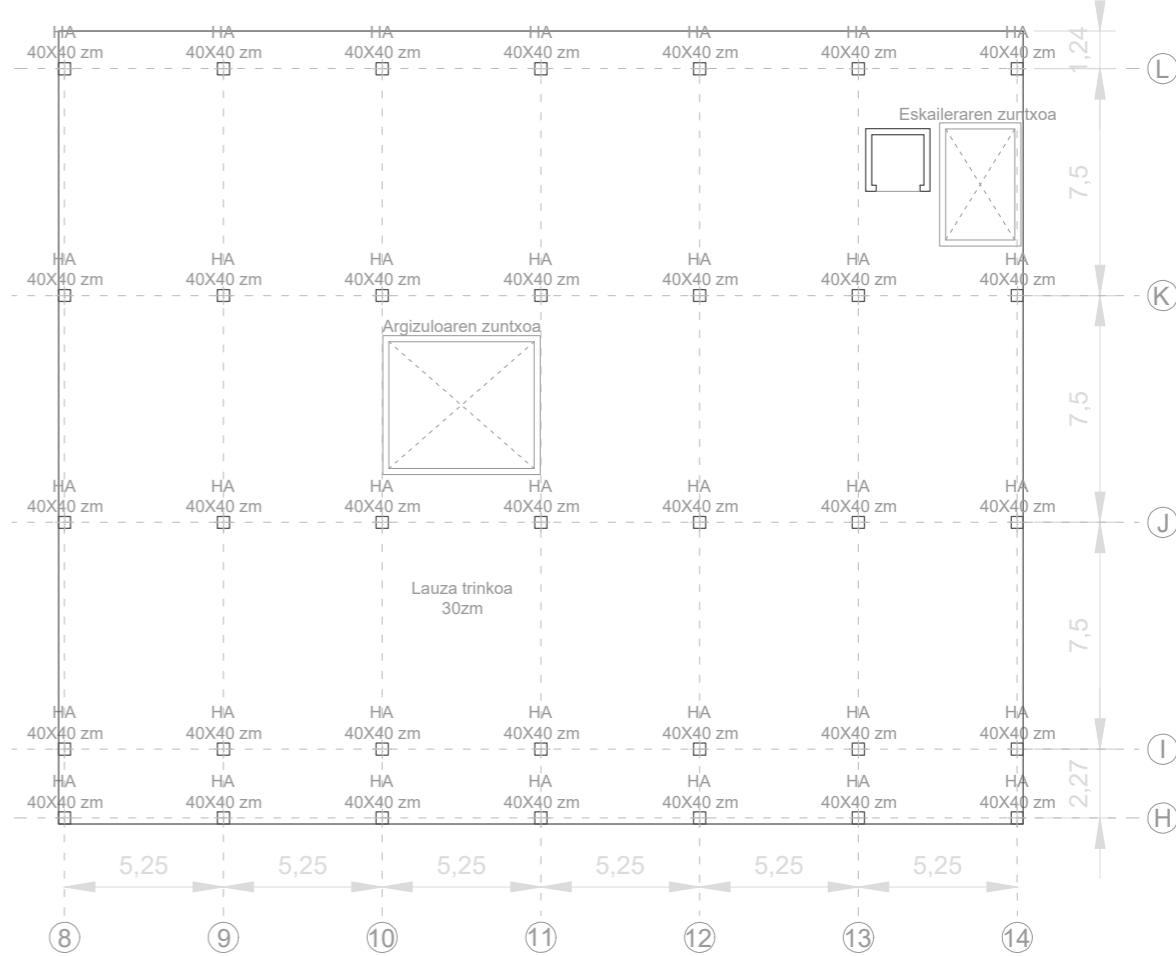 HA HA HA HA HA HA HA
40X40 zm 40X40 zm 40X40 zm 40X40 zm 40X40 zm 40X40 zm 40X40 zm
1,24
L
Eskaileraren zuntxoa
7,5
HA HA HA HA HA HA HA
40X40 zm 40X40 zm 40X40 zm 40X40 zm 40X40 zm 40X40 zm 40X40 zm
K
Argizuloaren zuntxoa
7,5
HA HA HA HA HA HA HA
40X40 zm 40X40 zm 40X40 zm 40X40 zm 40X40 zm 40X40 zm 40X40 zm
J
Lauza trinkoa
30zm
7,5
HA HA HA HA HA HA HA
40X40 zm 40X40 zm 40X40 zm 40X40 zm 40X40 zm 40X40 zm 40X40 zm
I
HA HA HA HA HA HA HA
40X40 zm 40X40 zm 40X40 zm 40X40 zm 40X40 zm 40X40 zm 40X40 zm
2,27
H
5,25 5,25 5,25 5,25 5,25 5,25
8 9 10 11 12 13 14